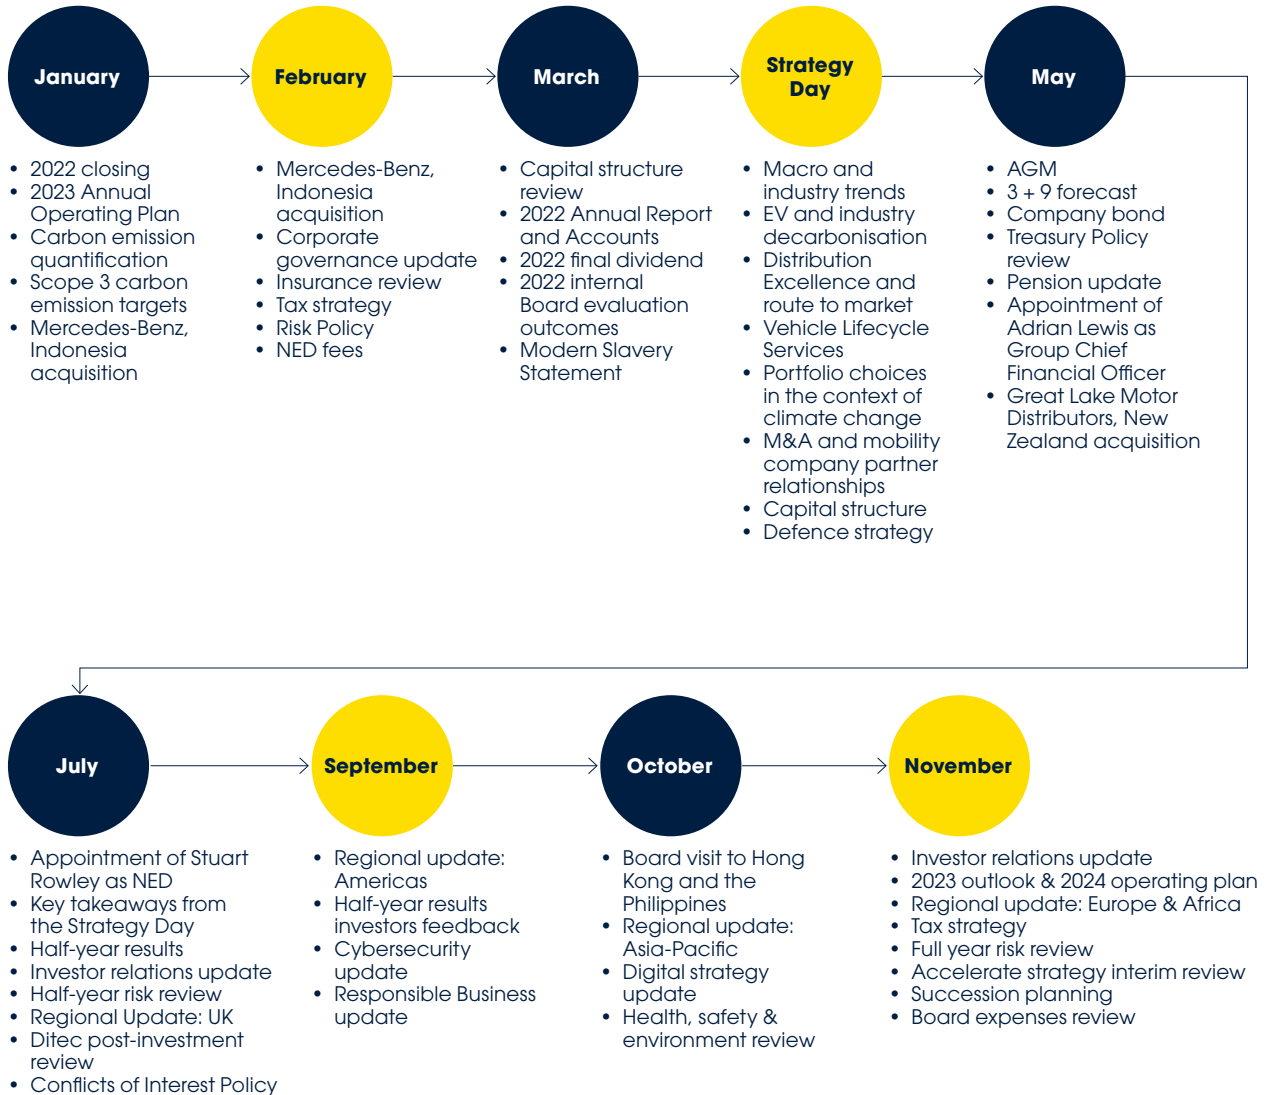 January
February
March
Strategy
Day
May
• 2022 closing
• 2023 Annual
Operating Plan
• Carbon emission
quantification
• Scope 3 carbon
emission targets
• Mercedes-Benz,
Indonesia
acquisition
• Mercedes-Benz,
Indonesia
acquisition
• Corporate
governance update
• Insurance review
• Tax strategy
• Risk Policy
• NED fees
• Capital structure
review
• 2022 Annual Report
and Accounts
• 2022 final dividend
• 2022 internal
Board evaluation
outcomes
• Modern Slavery
Statement
• Macro and
industry trends
• EV and industry
decarbonisation
• Distribution
Excellence and
route to market
• Vehicle Lifecycle
Services
• Portfolio choices
in the context of
climate change
• M&A and mobility
company partner
relationships
• Capital structure
• Defence strategy
• AGM
• 3 + 9 forecast
• Company bond
• Treasury Policy
review
• Pension update
• Appointment of
Adrian Lewis as
Group Chief
Financial Officer
• Great Lake Motor
Distributors, New
Zealand acquisition
July
September
October
November
• Appointment of Stuart
Rowley as NED
• Key takeaways from
the Strategy Day
• Half-year results
• Investor relations update
• Half-year risk review
• Regional Update: UK
• Ditec post-investment
review
• Conflicts of Interest Policy
• Regional update:
Americas
• Half-year results
investors feedback
• Cybersecurity
update
• Responsible Business
update
• Board visit to Hong
Kong and the
Philippines
• Regional update:
Asia-Pacific
• Digital strategy
update
• Health, safety &
environment review
• Investor relations update
• 2023 outlook & 2024 operating plan
• Regional update: Europe & Africa
• Tax strategy
• Full year risk review
• Accelerate strategy interim review
• Succession planning
• Board expenses review